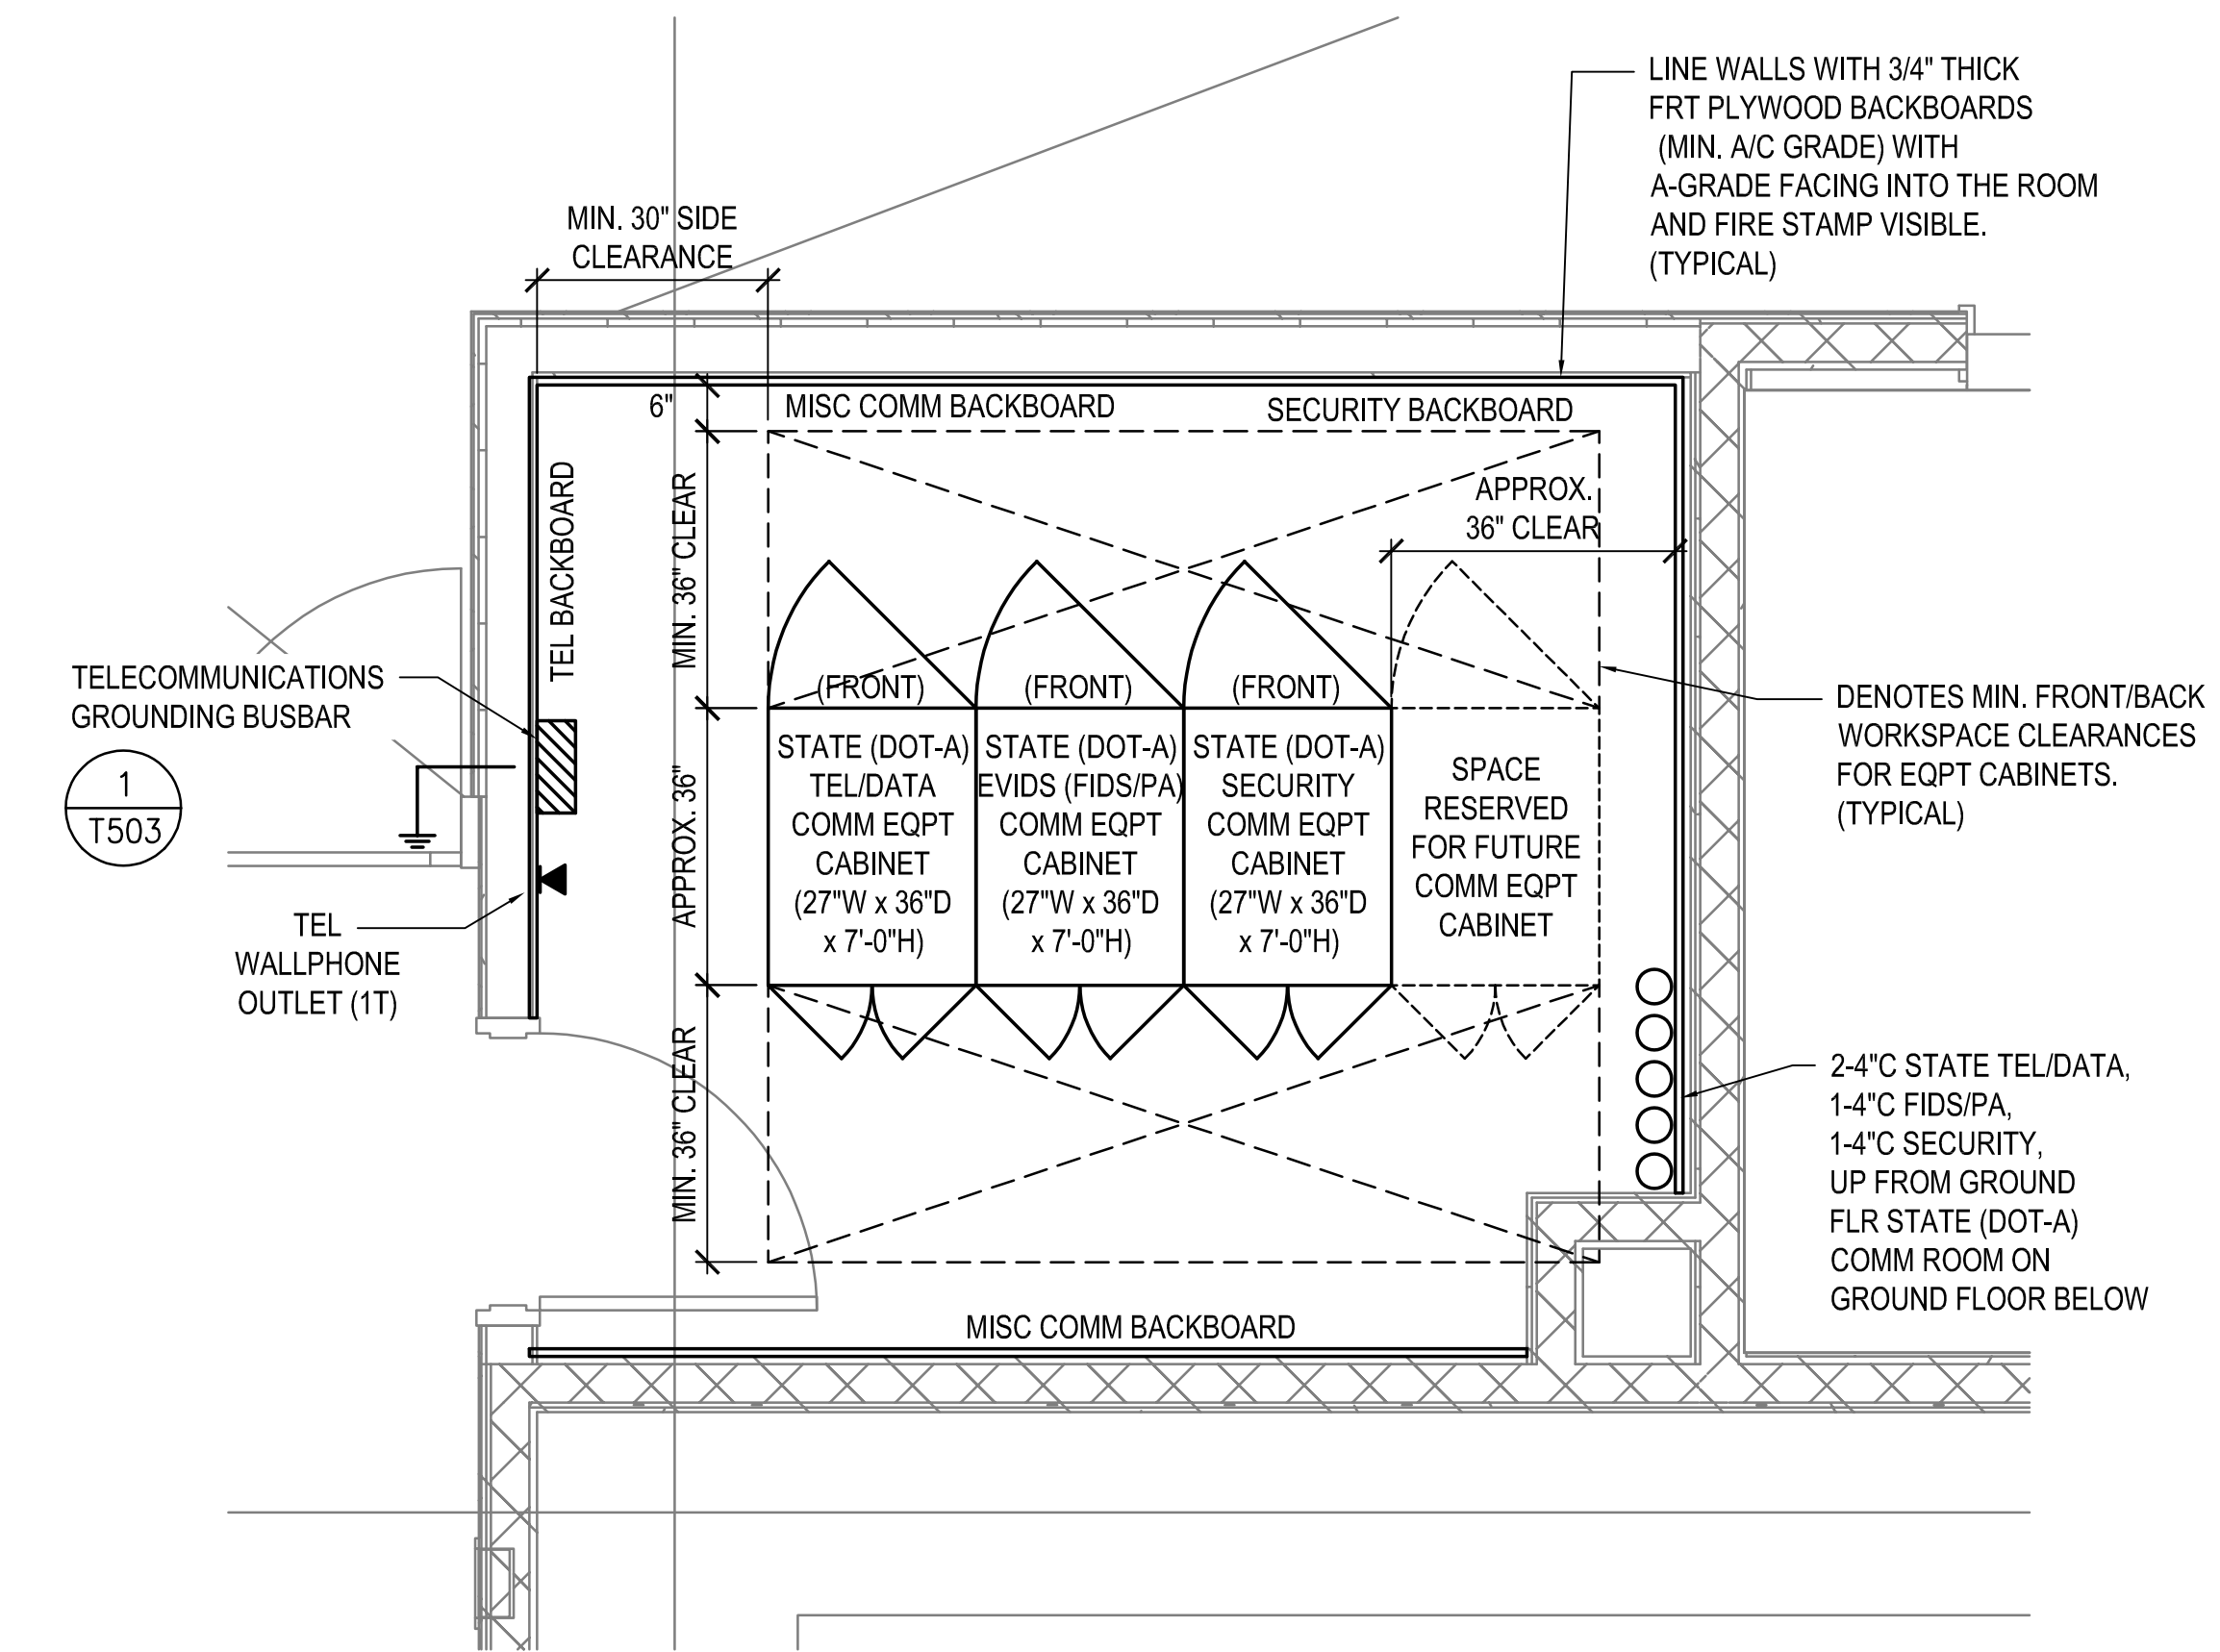 LINE WALLS WITH 3/4" THICK
FRT PLYWOOD BACKBOARDS
(MIN. A/C GRADE) WITH
A-GRADE FACING INTO THE ROOM
AND FIRE STAMP VISIBLE.
(TYPICAL)
MIN. 30" SIDE
CLEARANCE
6"
MISC COMM BACKBOARD
SECURITY BACKBOARD
TEL BACKBOARD
MIN. 36" CLEAR
APPROX.
36" CLEAR
TELECOMMUNICATIONS
GROUNDING BUSBAR
1
T503
TEL
WALLPHONE
OUTLET (1T)
APPROX. 36"
MIN. 36" CLEAR
(FRONT)
STATE (DOT-A)
TEL/DATA
COMM EQPT
CABINET
(27"W x 36"D
x 7'-0"H)
(FRONT)
STATE (DOT-A)
EVIDS (FIDS/PA)
COMM EQPT
CABINET
(27"W x 36"D
x 7'-0"H)
(FRONT)
STATE (DOT-A)
SECURITY
COMM EQPT
CABINET
(27"W x 36"D
x 7'-0"H)
SPACE
RESERVED
FOR FUTURE
COMM EQPT
CABINET
DENOTES MIN. FRONT/BACK
WORKSPACE CLEARANCES
FOR EQPT CABINETS.
(TYPICAL)
2-4"C STATE TEL/DATA,
1-4"C FIDS/PA,
1-4"C SECURITY,
UP FROM GROUND
FLR STATE (DOT-A)
COMM ROOM ON
GROUND FLOOR BELOW
MISC COMM BACKBOARD